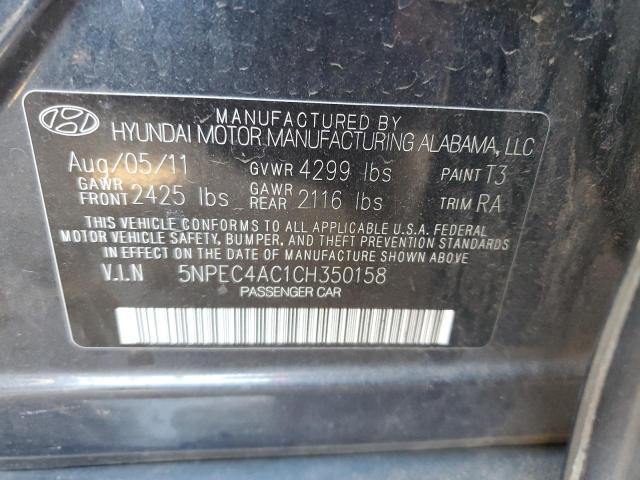 MANUFACTURED BY
HYUNDAI MOTOR MANUFACTURING ALABAMA, LLC
Aug/05/11 GVWR 4299 lbs PAINT T3
GAWR FRONT 2425 lbs GAWR REAR 2116 lbs TRIM RA
THIS VEHICLE CONFORMS TO ALL APPLICABLE U.S.A. FEDERAL
MOTOR VEHICLE SAFETY, BUMPER, AND THEFT PREVENTION STANDARDS
IN EFFECT ON THE DATE OF MANUFACTURE SHOWN ABOVE.
V.I.N 5NPEC4AC1CH350158
PASSENGER CAR